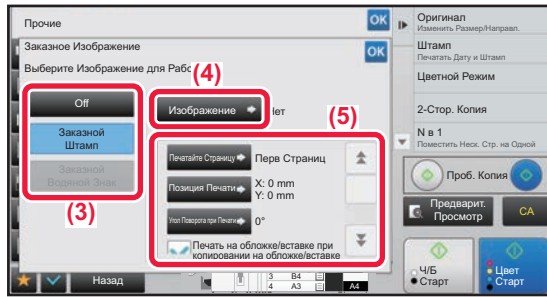 Прочие
OK
Заказное Изображение
OK
Выберите Изображение для Рабо
(4)
(5)
Off
Заказной
Штамп
Заказной
Водяной Знак
(3)
Изображение
Нет
Печатайте Страницу
Перв Страниц
Позиция Печати
X: 0 mm
Y: 0 mm
Угол Поворота при Печати
0°
Печать на обложке/вставке при
копировании на обложке/вставке
Назад
3 B4
4 A3
A4
Оригинал
Изменить Размер/Направл.
Штамп
Печатать Дату и Штамп
Цветной Режим
2-Стор. Копия
N в 1
Поместить Неск. Стр. на Одной
Проб. Копия
Предварит.
Просмотр
CA
Ч/Б
Старт
Цвет
Старт